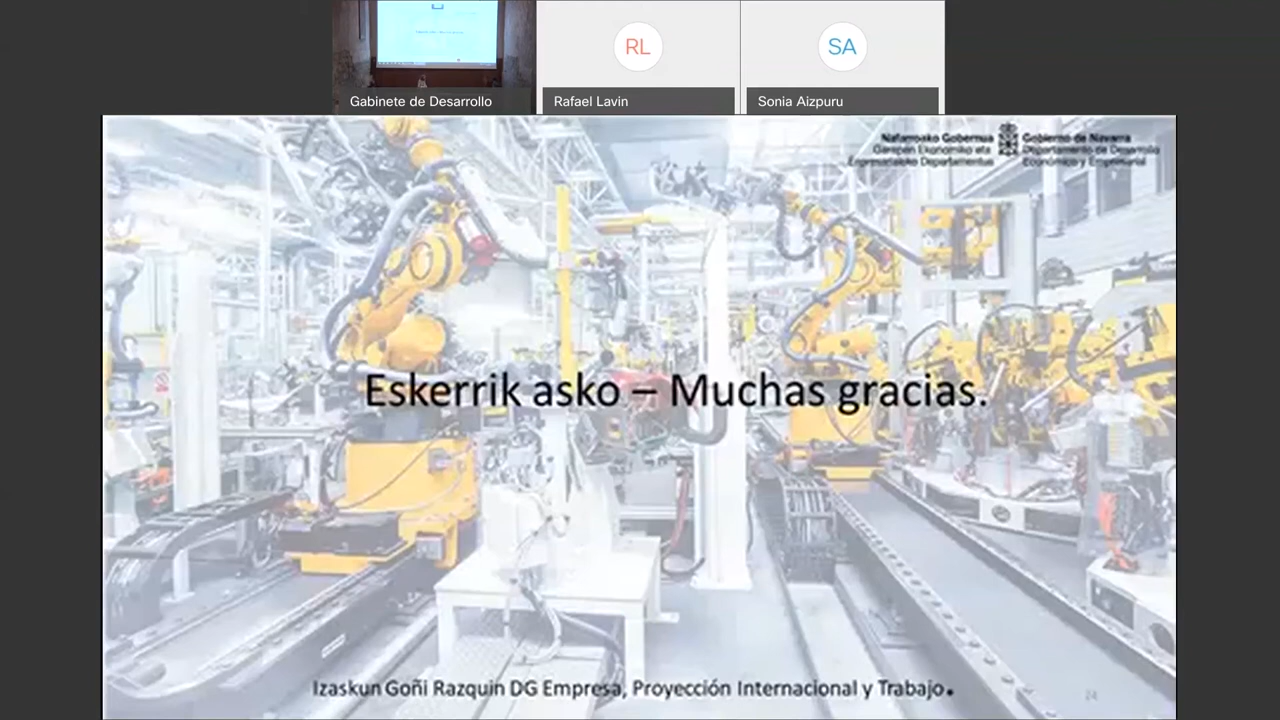 RL
SA
Gabinete de Desarrollo
Rafael Lavin
Sonia Aizpuru
Nafarroako Gobernua
Garapen Ekonomiko eta
Enpresarialeko Departamentua
Gobierno de Navarra
Departamento de Desarrollo
Económico y Empresarial
Eskerrik asko – Muchas gracias.
Izaskun Goñi Razquin DG Empresa, Proyección Internacional y Trabajo.
24